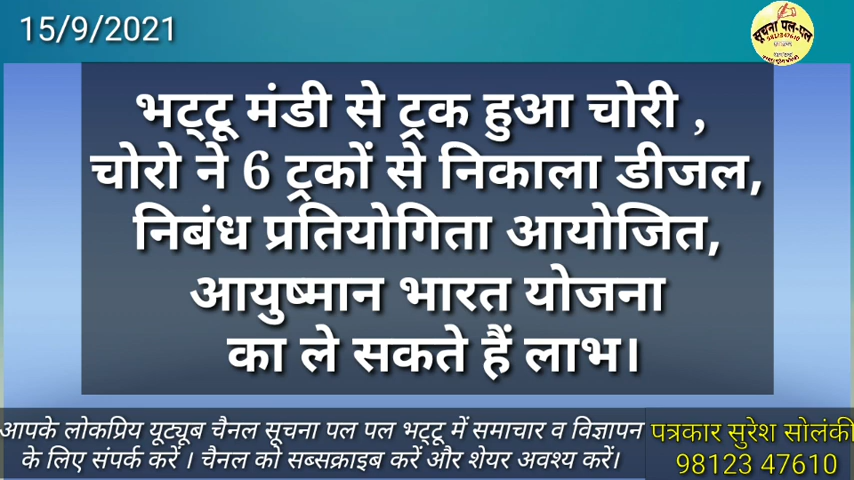 15/9/2021
सूचना पल-पल
भट्टू मंडी से ट्रक हुआ चोरी ,
चोरो ने 6 ट्रकों से निकाला डीजल,
निबंध प्रतियोगिता आयोजित,
आयुष्मान भारत योजना
का ले सकते हैं लाभ।
आपके लोकप्रिय यूट्यूब चैनल सूचना पल पल भट्टू में समाचार व विज्ञापन
के लिए संपर्क करें । चैनल को सब्सक्राइब करें और शेयर अवश्य करें।
पत्रकार सुरेश सोलंकी
98123 47610